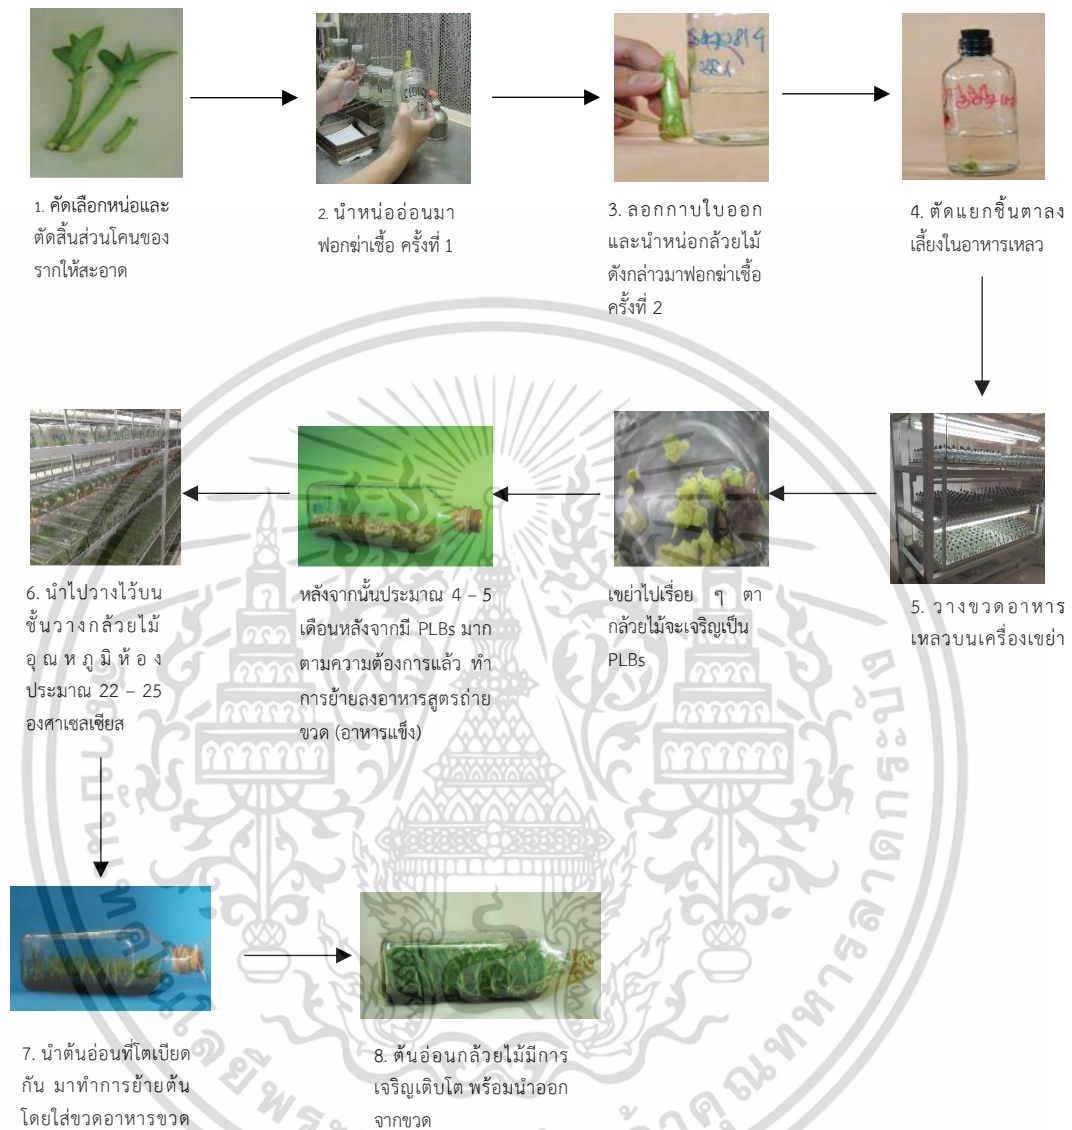 1. คัดเลือกหน่อและ
ตัดสิ้นส่วนโคนของ
รากให้สะอาด
2. นำหน่ออ่อนมา
ฟอกฆ่าเชื้อ ครั้งที่ 1
3. ลอกกาบใบออก
และนำหน่อกล้วยไม้
ดังกล่าวมาฟอกฆ่าเชื้อ
ครั้งที่ 2
4. ตัดแยกชิ้นตาลง
เลี้ยงในอาหารเหลว
5. วางขวดอาหาร
เหลวบนเครื่องเขย่า
เขย่าไปเรื่อย ๆ ตา
กล้วยไม้จะเจริญเป็น
PLBs
หลังจากนั้นประมาณ 4 – 5
เดือนหลังจากมี PLBs มาก
ตามความต้องการแล้ว ทำ
การย้ายลงอาหารสูตรถ่าย
ขวด (อาหารแข็ง)
6. นำไปวางไว้บน
ชั้นวางกล้วยไม้
อุณหภูมิห้อง
ประมาณ 22 – 25
องศาเซลเซียส
7. นำต้นอ่อนที่โตเบียด
กัน มาทำการย้ายต้น
โดยใส่ขวดอาหารขวด
8. ต้นอ่อนกล้วยไม้มีการ
เจริญเติบโต พร้อมนำออก
จากขวด